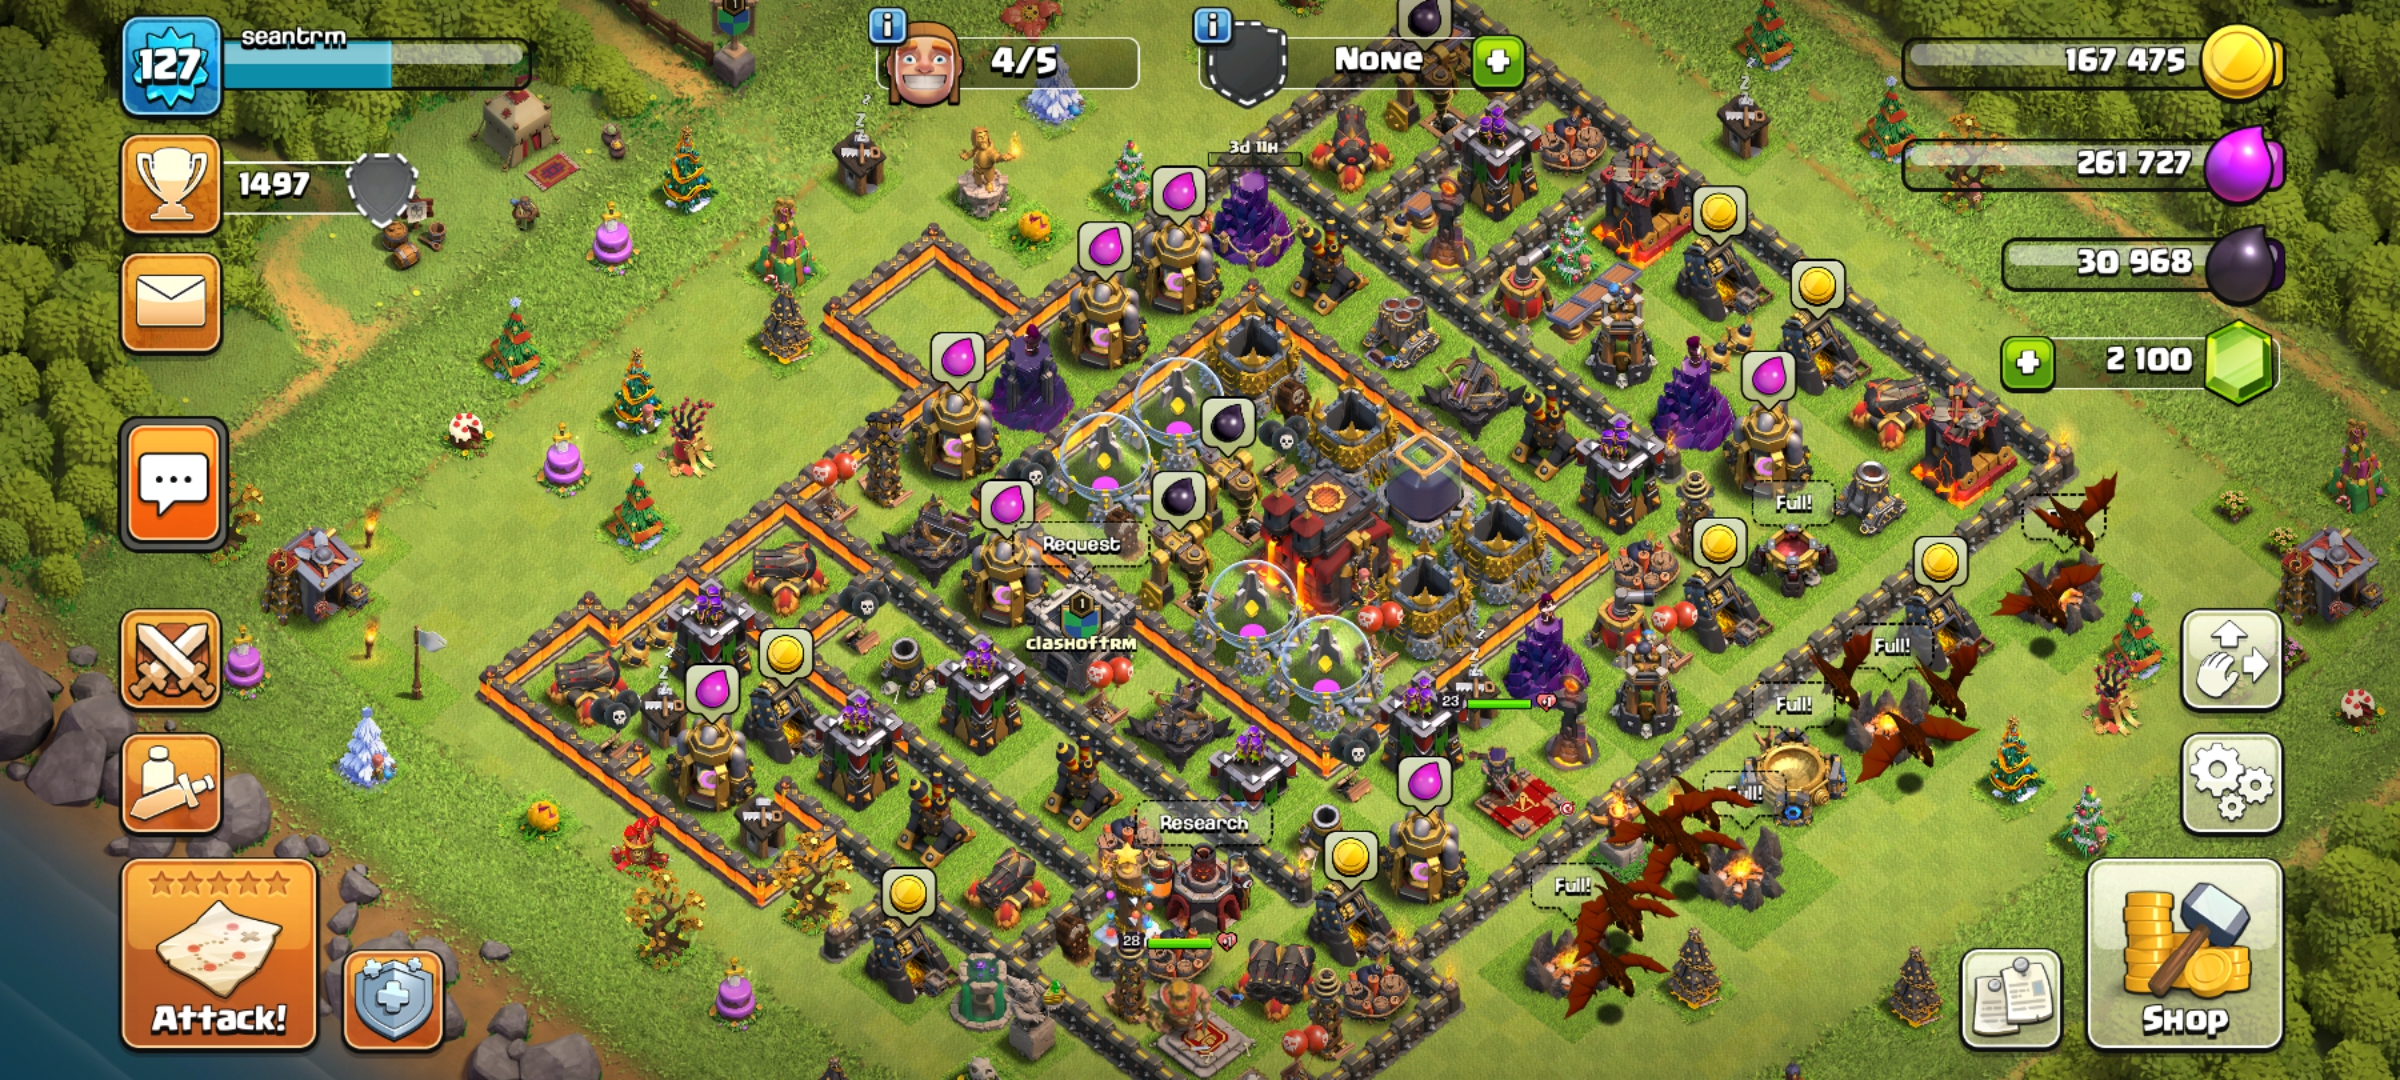 127
seantrm
4/5
None
167 475
1497
3d 11H
261 727
30 968
2 100
Full!
Request
clashoftrm
Full!
Full!
23
Full!
Research
Full!
28
Attack!
Shop